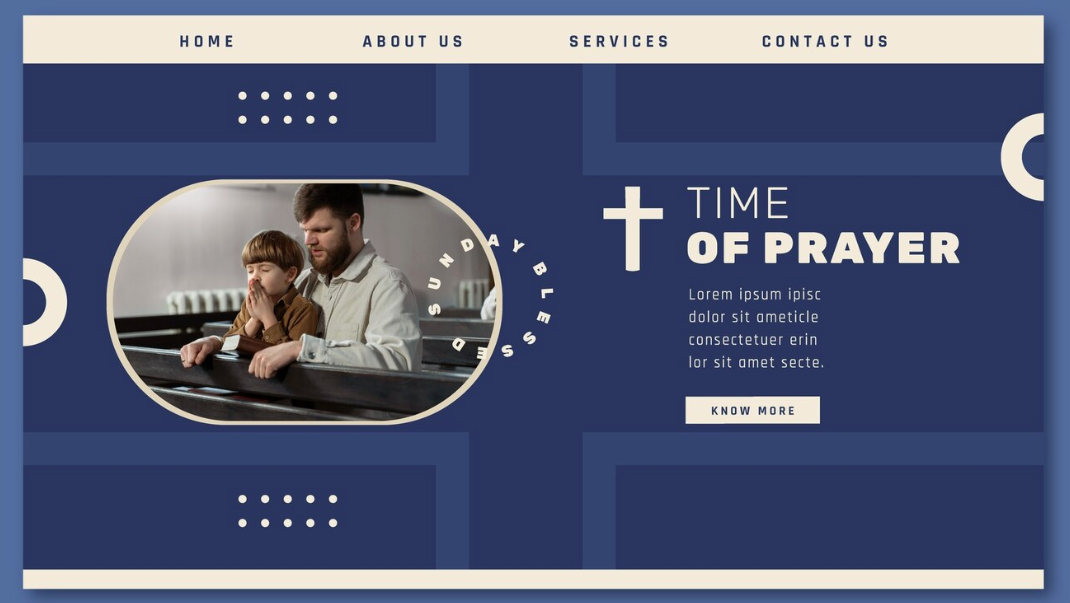 HOME
ABOUT US
SERVICES
CONTACT US
SUNDAY BLESSED
TIME
OF PRAYER
Lorem ipsum ipisc
dolor sit ameticle
consectetuer erin
lor sit amet secte.
KNOW MORE